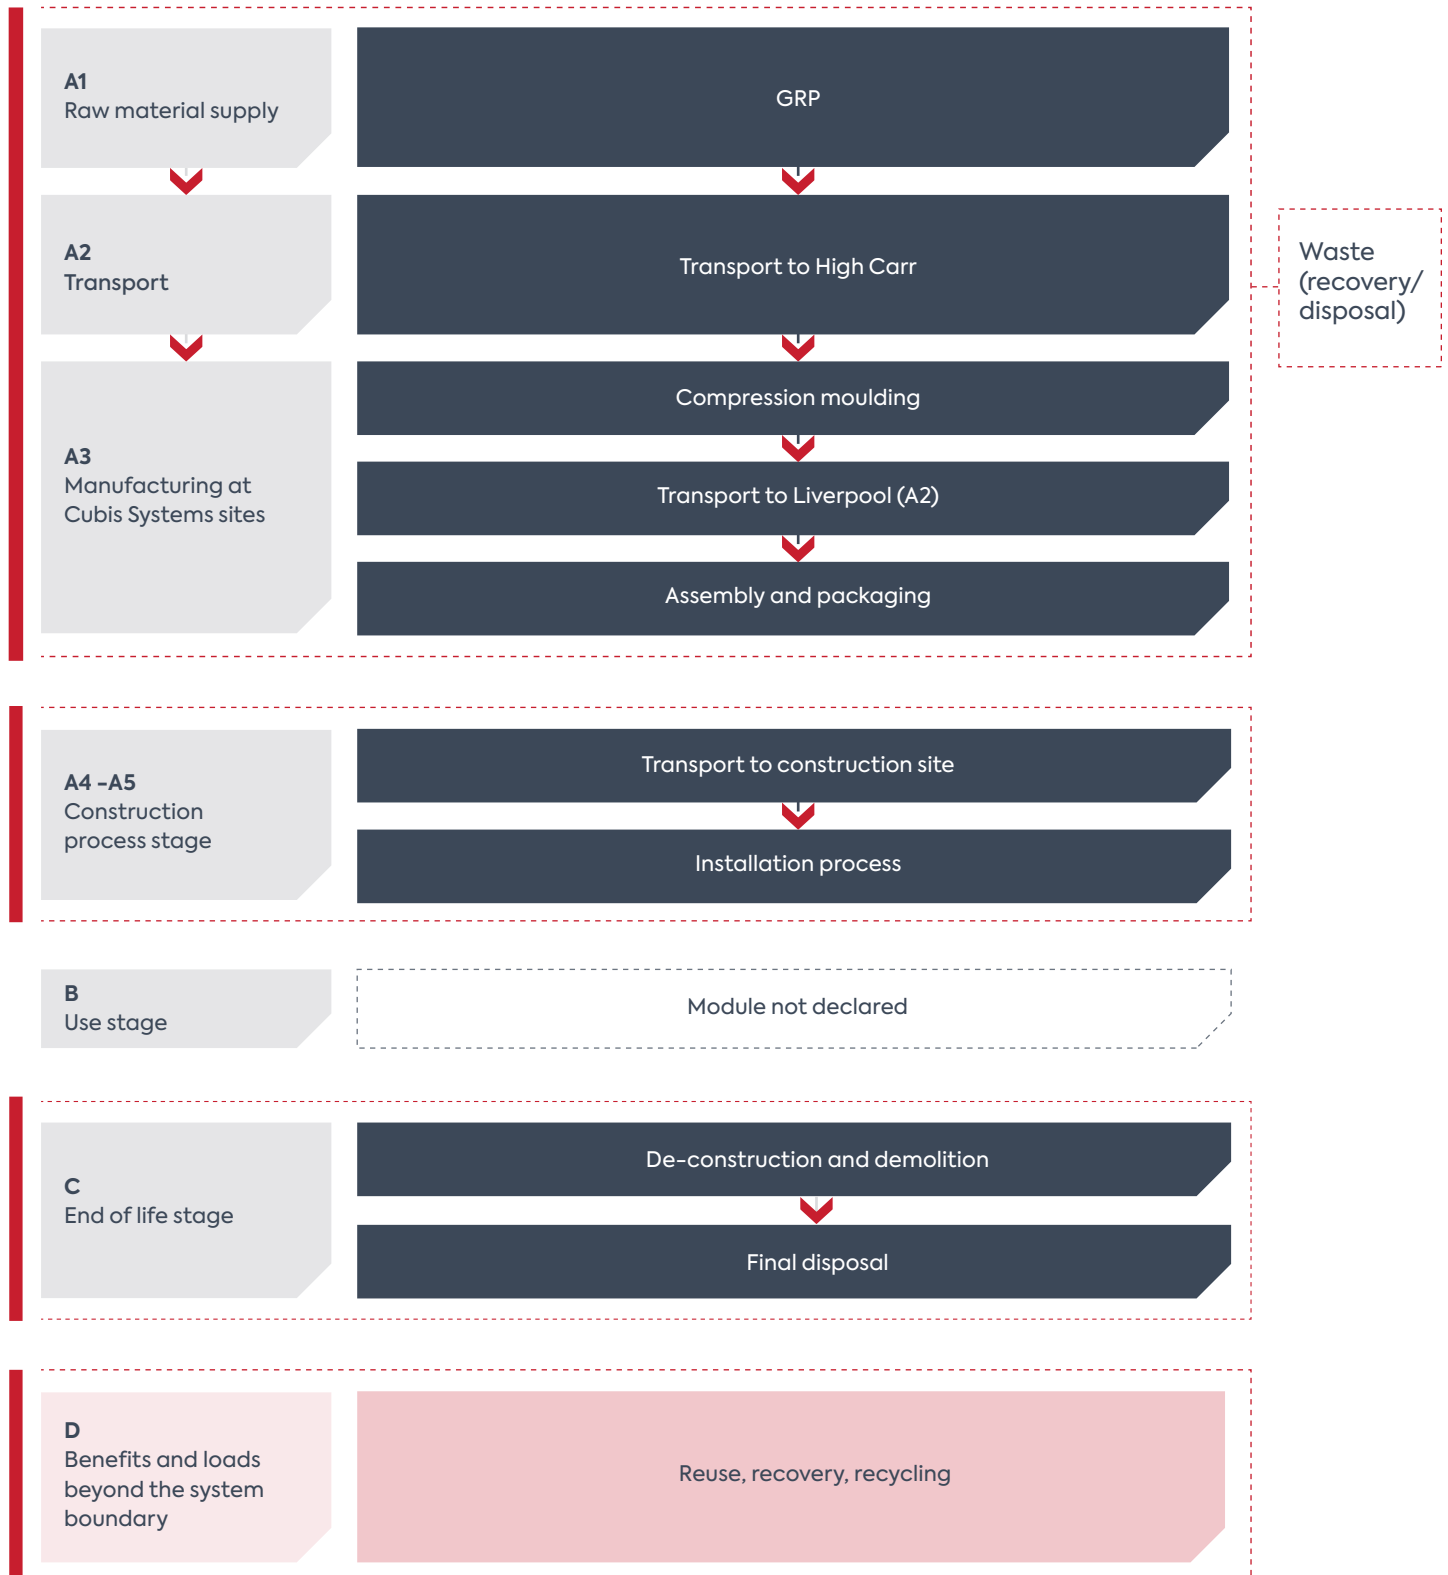 A1
Raw material supply
GRP
A2
Transport
Transport to High Carr
Waste
(recovery/
disposal)
A3
Manufacturing at
Cubis Systems sites
Compression moulding
Transport to Liverpool (A2)
Assembly and packaging
A4 -A5
Construction
process stage
Transport to construction site
Installation process
B
Use stage
Module not declared
C
End of life stage
De-construction and demolition
Final disposal
D
Benefits and loads
beyond the system
boundary
Reuse, recovery, recycling